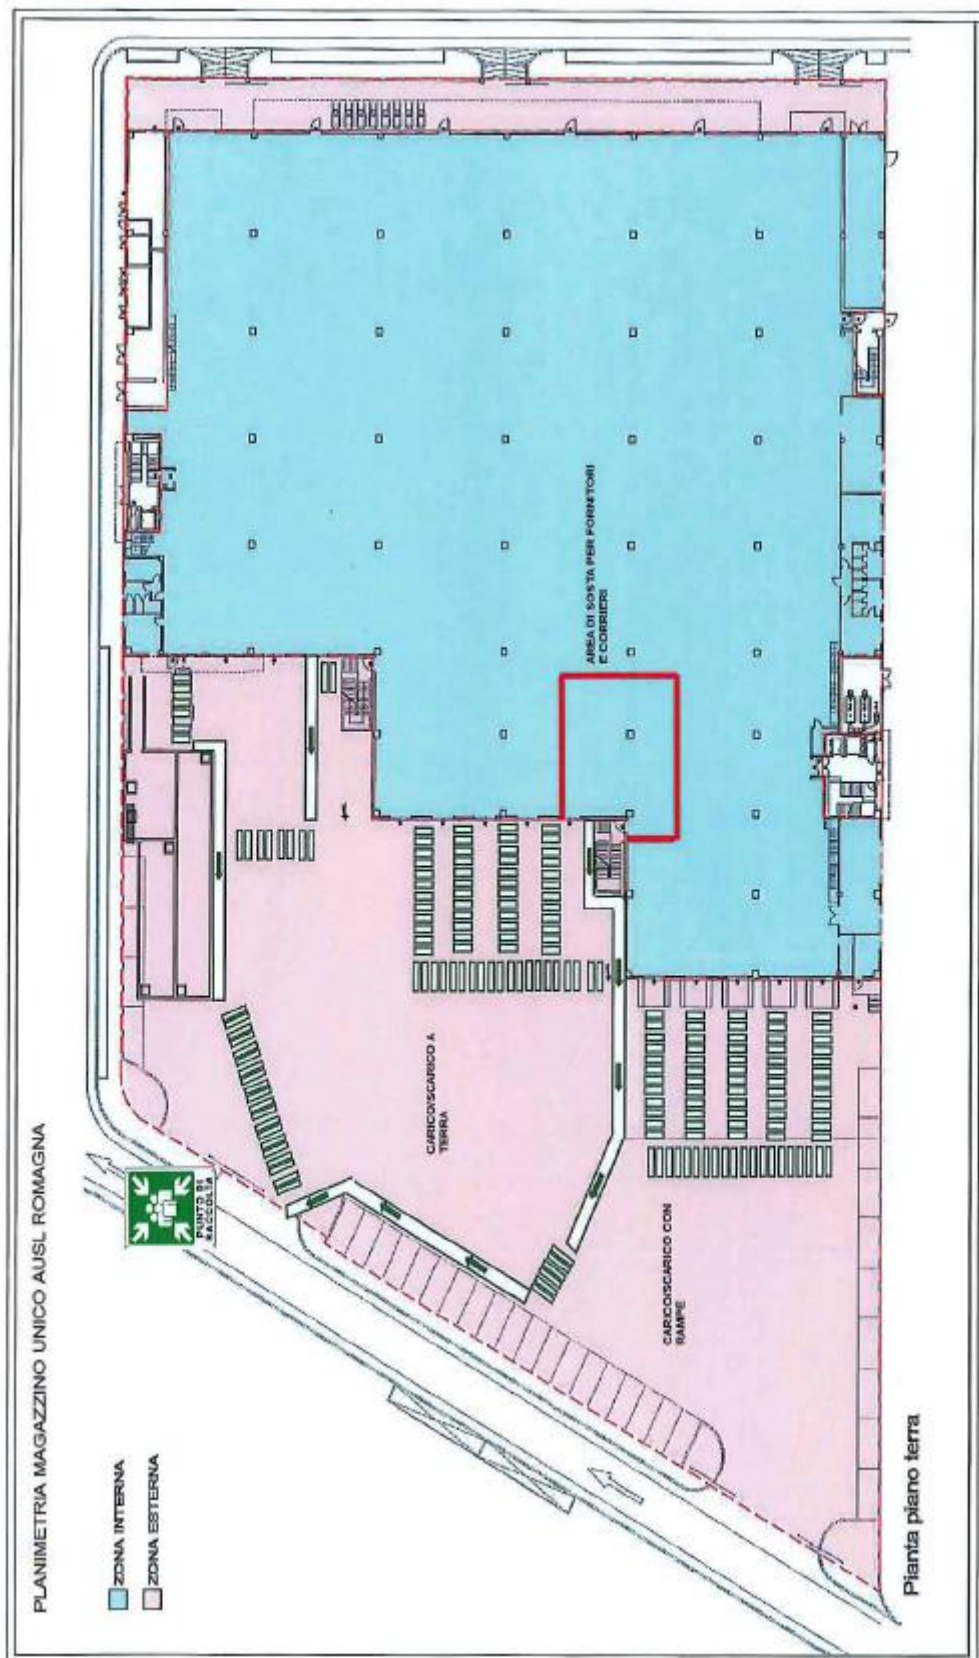 PLANIMETRIA MAGAZZINO UNICO AUSL ROMAGNA
ZONA INTERNA
ZONA ESTERNA
PUNTO DI
RACCOLTA
CARICO/SCARICO A
TERRA
CARICO/SCARICO CON
RAMPE
AREA DI SOSTA PER FORNITORI
E CORRIERI
Pianta piano terra